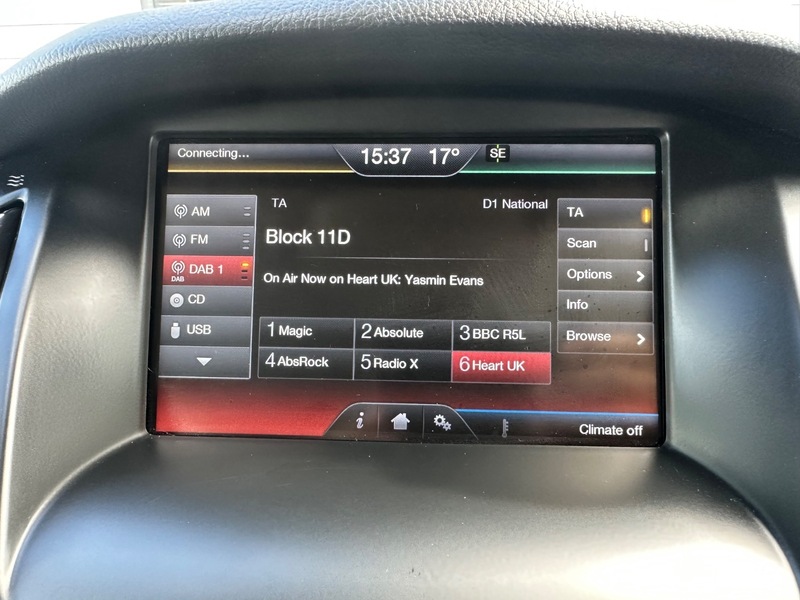 Connecting...
15:37 17° SE
AM
FM
DAB 1
DAB
CD
USB
TA
D1 National
Block 11D
On Air Now on Heart UK: Yasmin Evans
1 Magic
2 Absolute
3 BBC R5L
4 AbsRock
5 Radio X
6 Heart UK
TA
Scan
Options
Info
Browse
i
Climate off